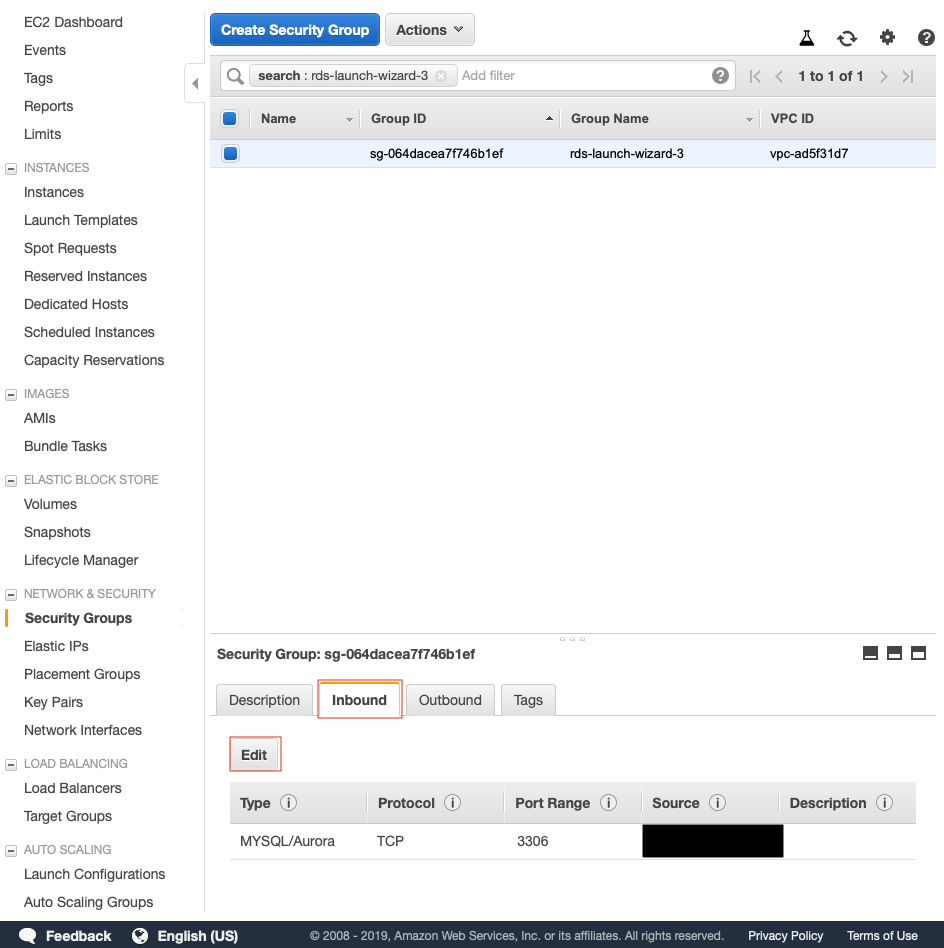 EC2 Dashboard
Events
Tags
Reports
Limits
INSTANCES
Instances
Launch Templates
Spot Requests
Reserved Instances
Dedicated Hosts
Scheduled Instances
Capacity Reservations
IMAGES
AMIs
Bundle Tasks
ELASTIC BLOCK STORE
Volumes
Snapshots
Lifecycle Manager
NETWORK & SECURITY
Security Groups
Elastic IPs
Placement Groups
Key Pairs
Network Interfaces
LOAD BALANCING
Load Balancers
Target Groups
AUTO SCALING
Launch Configurations
Auto Scaling Groups
Create Security Group Actions
search : rds-launch-wizard-3 Add filter 1 to 1 of 1
Name Group ID Group Name VPC ID
sg-064dacea7f746b1ef rds-launch-wizard-3 vpc-ad5f31d7
Security Group: sg-064dacea7f746b1ef
Description Inbound Outbound Tags
Edit
Type Protocol Port Range Source Description
MYSQL/Aurora TCP 3306
Feedback English (US) © 2008 - 2019, Amazon Web Services, Inc. or its affiliates. All rights reserved. Privacy Policy Terms of Use